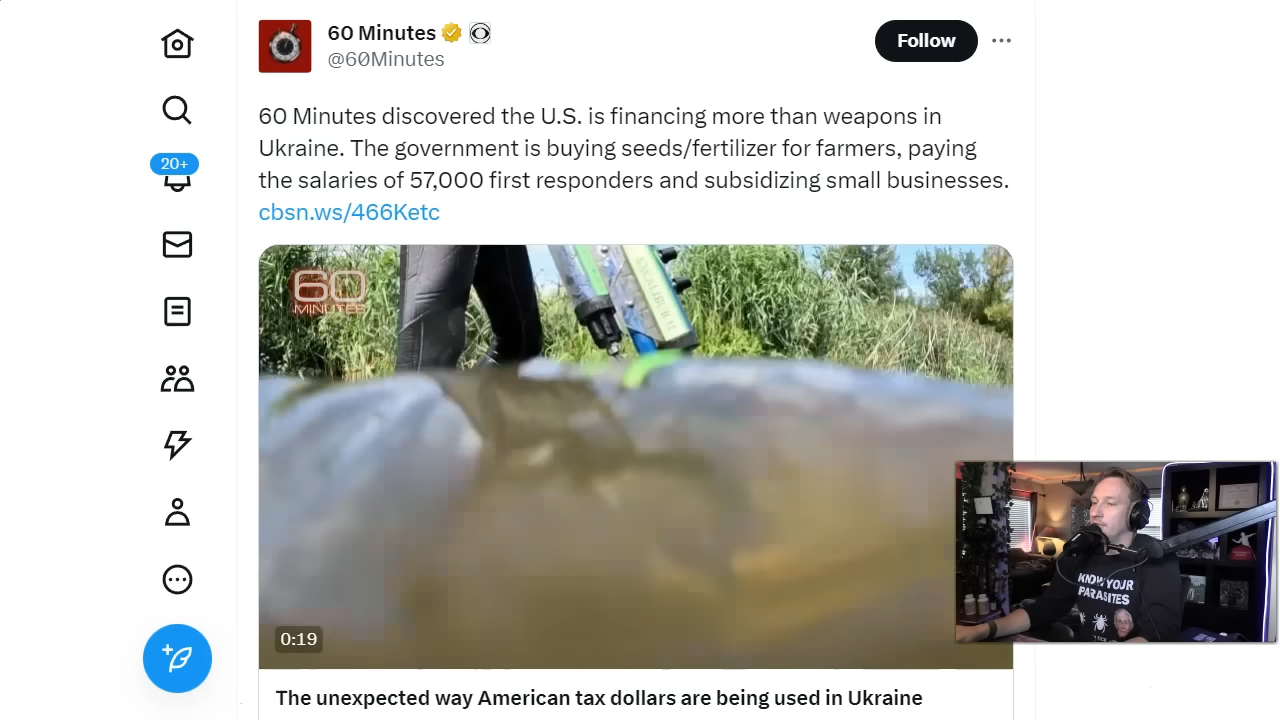 60 Minutes
@60Minutes
Follow
60 Minutes discovered the U.S. is financing more than weapons in
Ukraine. The government is buying seeds/fertilizer for farmers, paying
the salaries of 57,000 first responders and subsidizing small businesses.
cbsn.ws/466Ketc
20+
60
MINUTES
EXCALIBUR II
0:19
KNOW YOUR
PARASITES
The unexpected way American tax dollars are being used in Ukraine